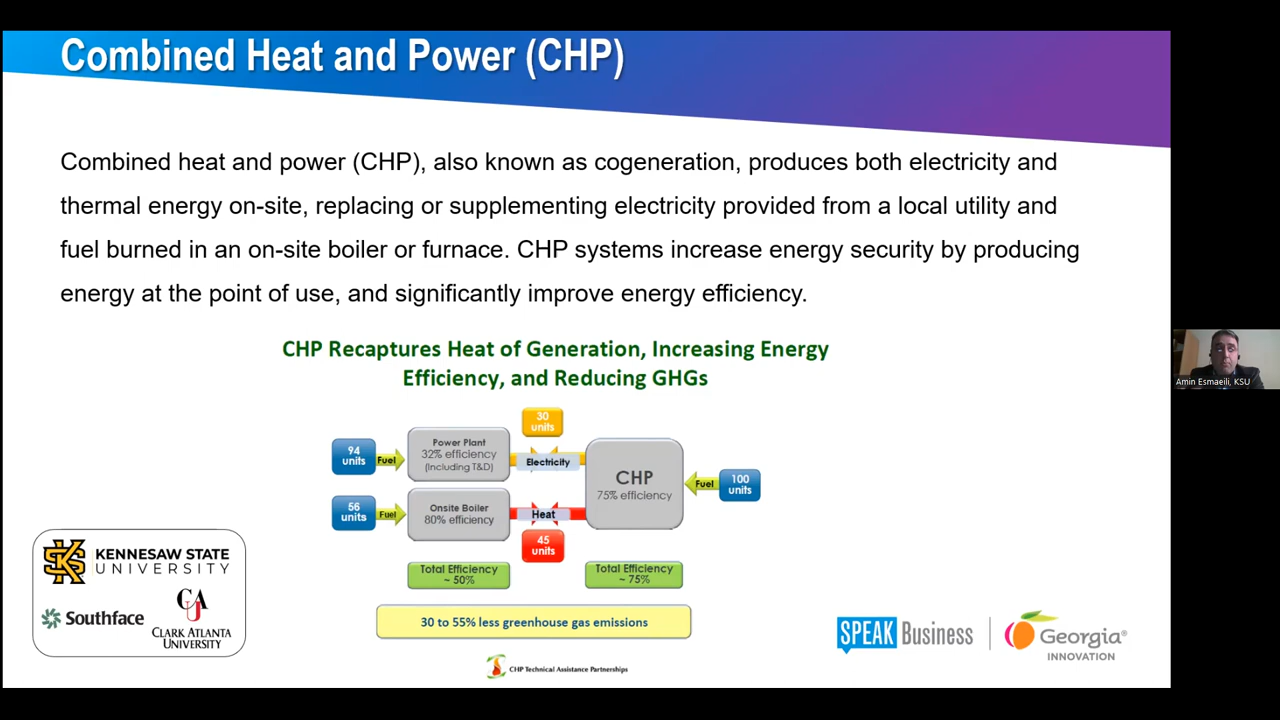 Combined Heat and Power (CHP)
Combined heat and power (CHP), also known as cogeneration, produces both electricity and
thermal energy on-site, replacing or supplementing electricity provided from a local utility and
fuel burned in an on-site boiler or furnace. CHP systems increase energy security by producing
energy at the point of use, and significantly improve energy efficiency.
CHP Recaptures Heat of Generation, Increasing Energy
Efficiency, and Reducing GHGs
94
units
Fuel
Power Plant
32% efficiency
(Including T&D)
30
units
Electricity
56
units
Fuel
Onsite Boiler
80% efficiency
Heat
45
units
CHP
75% efficiency
Fuel
100
units
Total Efficiency
~ 50%
Total Efficiency
~ 75%
30 to 55% less greenhouse gas emissions
CHP Technical Assistance Partnerships
KENNESAW STATE
UNIVERSITY
Southface
CAU
CLARK ATLANTA
UNIVERSITY
SPEAK Business
Georgia®
INNOVATION
Amin Esmaeili, KSU